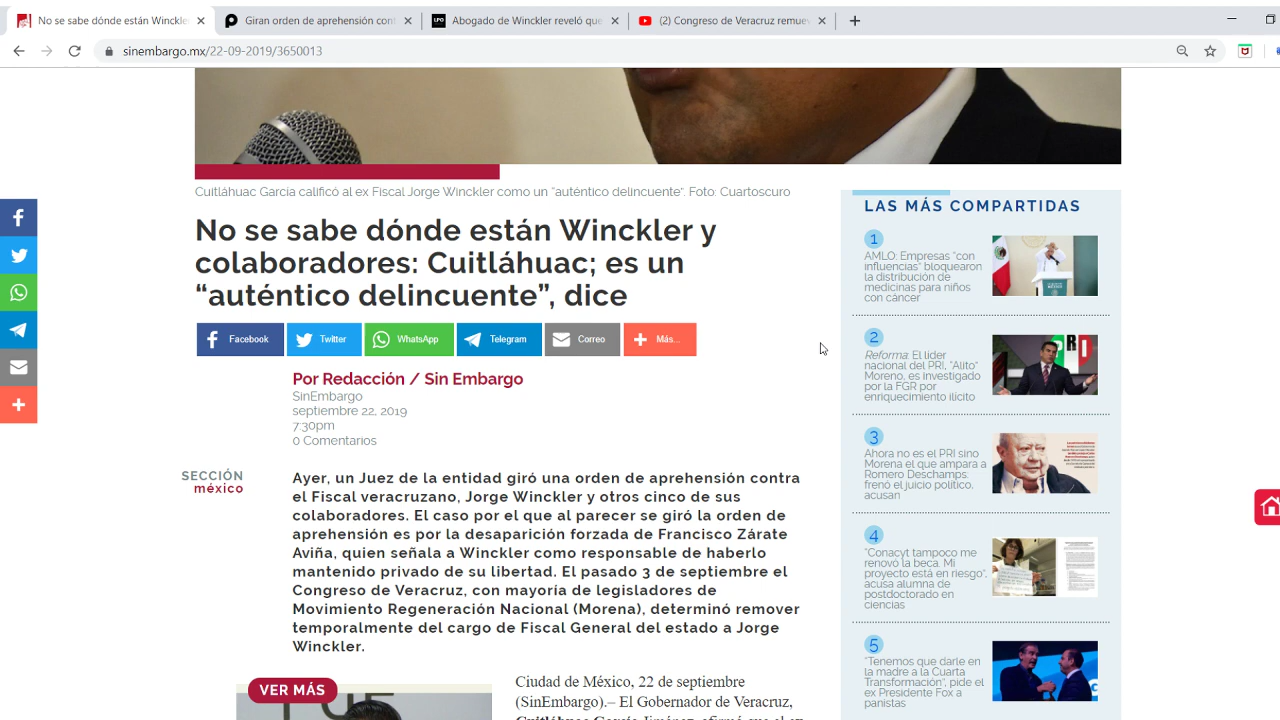 No se sabe dónde están Winckle
Giran orden de aprehensión con
LPO
Abogado de Winckler reveló que
(2) Congreso de Veracruz remue
sinembargo.mx/22-09-2019/3650013
Cuitláhuac García calificó al ex Fiscal Jorge Winckler como un "auténtico delincuente". Foto: Cuartoscuro
No se sabe dónde están Winckler y
colaboradores: Cuitláhuac; es un
“auténtico delincuente”, dice
Facebook
Twitter
WhatsApp
Telegram
Correo
Más...
Por Redacción / Sin Embargo
SinEmbargo
septiembre 22, 2019
7:30pm
0 Comentarios
SECCIÓN
méxico
Ayer, un Juez de la entidad giró una orden de aprehensión contra
el Fiscal veracruzano, Jorge Winckler y otros cinco de sus
colaboradores. El caso por el que al parecer se giró la orden de
aprehensión es por la desaparición forzada de Francisco Zárate
Aviña, quien señala a Winckler como responsable de haberlo
mantenido privado de su libertad. El pasado 3 de septiembre el
Congreso de Veracruz, con mayoría de legisladores de
Movimiento Regeneración Nacional (Morena), determinó remover
temporalmente del cargo de Fiscal General del estado a Jorge
Winckler.
VER MÁS
Ciudad de México, 22 de septiembre
(SinEmbargo).– El Gobernador de Veracruz,
LAS MÁS COMPARTIDAS
1
AMLO: Empresas "con
influencias" bloquearon
la distribución de
medicinas para niños
con cáncer
2
Reforma: El líder
nacional del PRI, "Alito"
Moreno, es investigado
por la FGR por
enriquecimiento ilícito
RI
3
Ahora no es el PRI sino
Morena el que ampara a
Romero Deschamps:
frenó el juicio político,
acusan
4
"Conacyt tampoco me
renovó la beca. Mi
proyecto está en riesgo",
acusa alumna de
postdoctorado en
ciencias
5
"Tenemos que darle en
la madre a la Cuarta
Transformación", pide el
ex Presidente Fox a
panistas